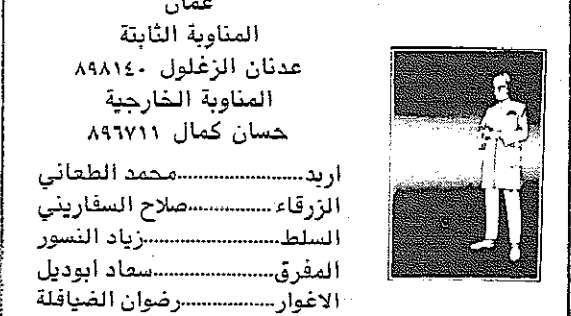 عمان
المناوبة الثابتة
عدنان الزغلول ٨٩٨١٤٠
المناوبة الخارجية
حسان كمال ٨٩٦٧١١
اربد......................محمد الطعاني
الزرقاء...............صلاح السفاريني
السلط.....................زياد النسور
المفرق....................سعاد ابوديل
الاغوار................رضوان الضيافلة